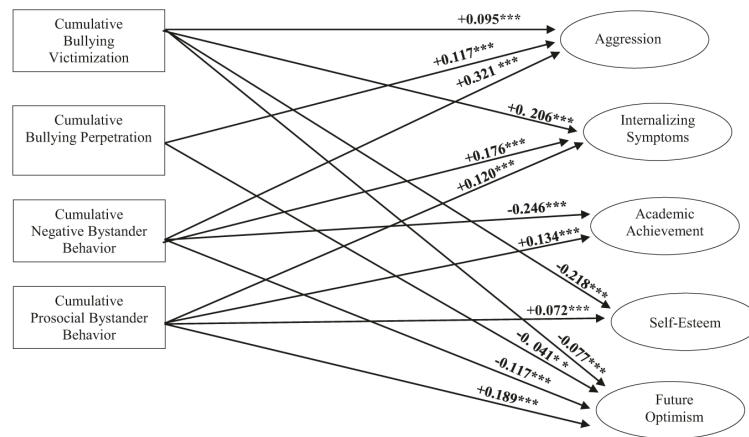 Cumulative
Bullying
Victimization
Cumulative
Bullying Perpetration
Cumulative
Negative Bystander
Behavior
Cumulative
Prosocial Bystander
Behavior
+0.095***
+0.117***
+0.321 ***
+0. 206***
+0.176***
+0.120***
-0.246***
+0.134***
-0.218***
+0.072***
-0.077***
-0. 041* *
-0.117***
+0.189***
Aggression
Internalizing
Symptoms
Academic
Achievement
Self-Esteem
Future
Optimism